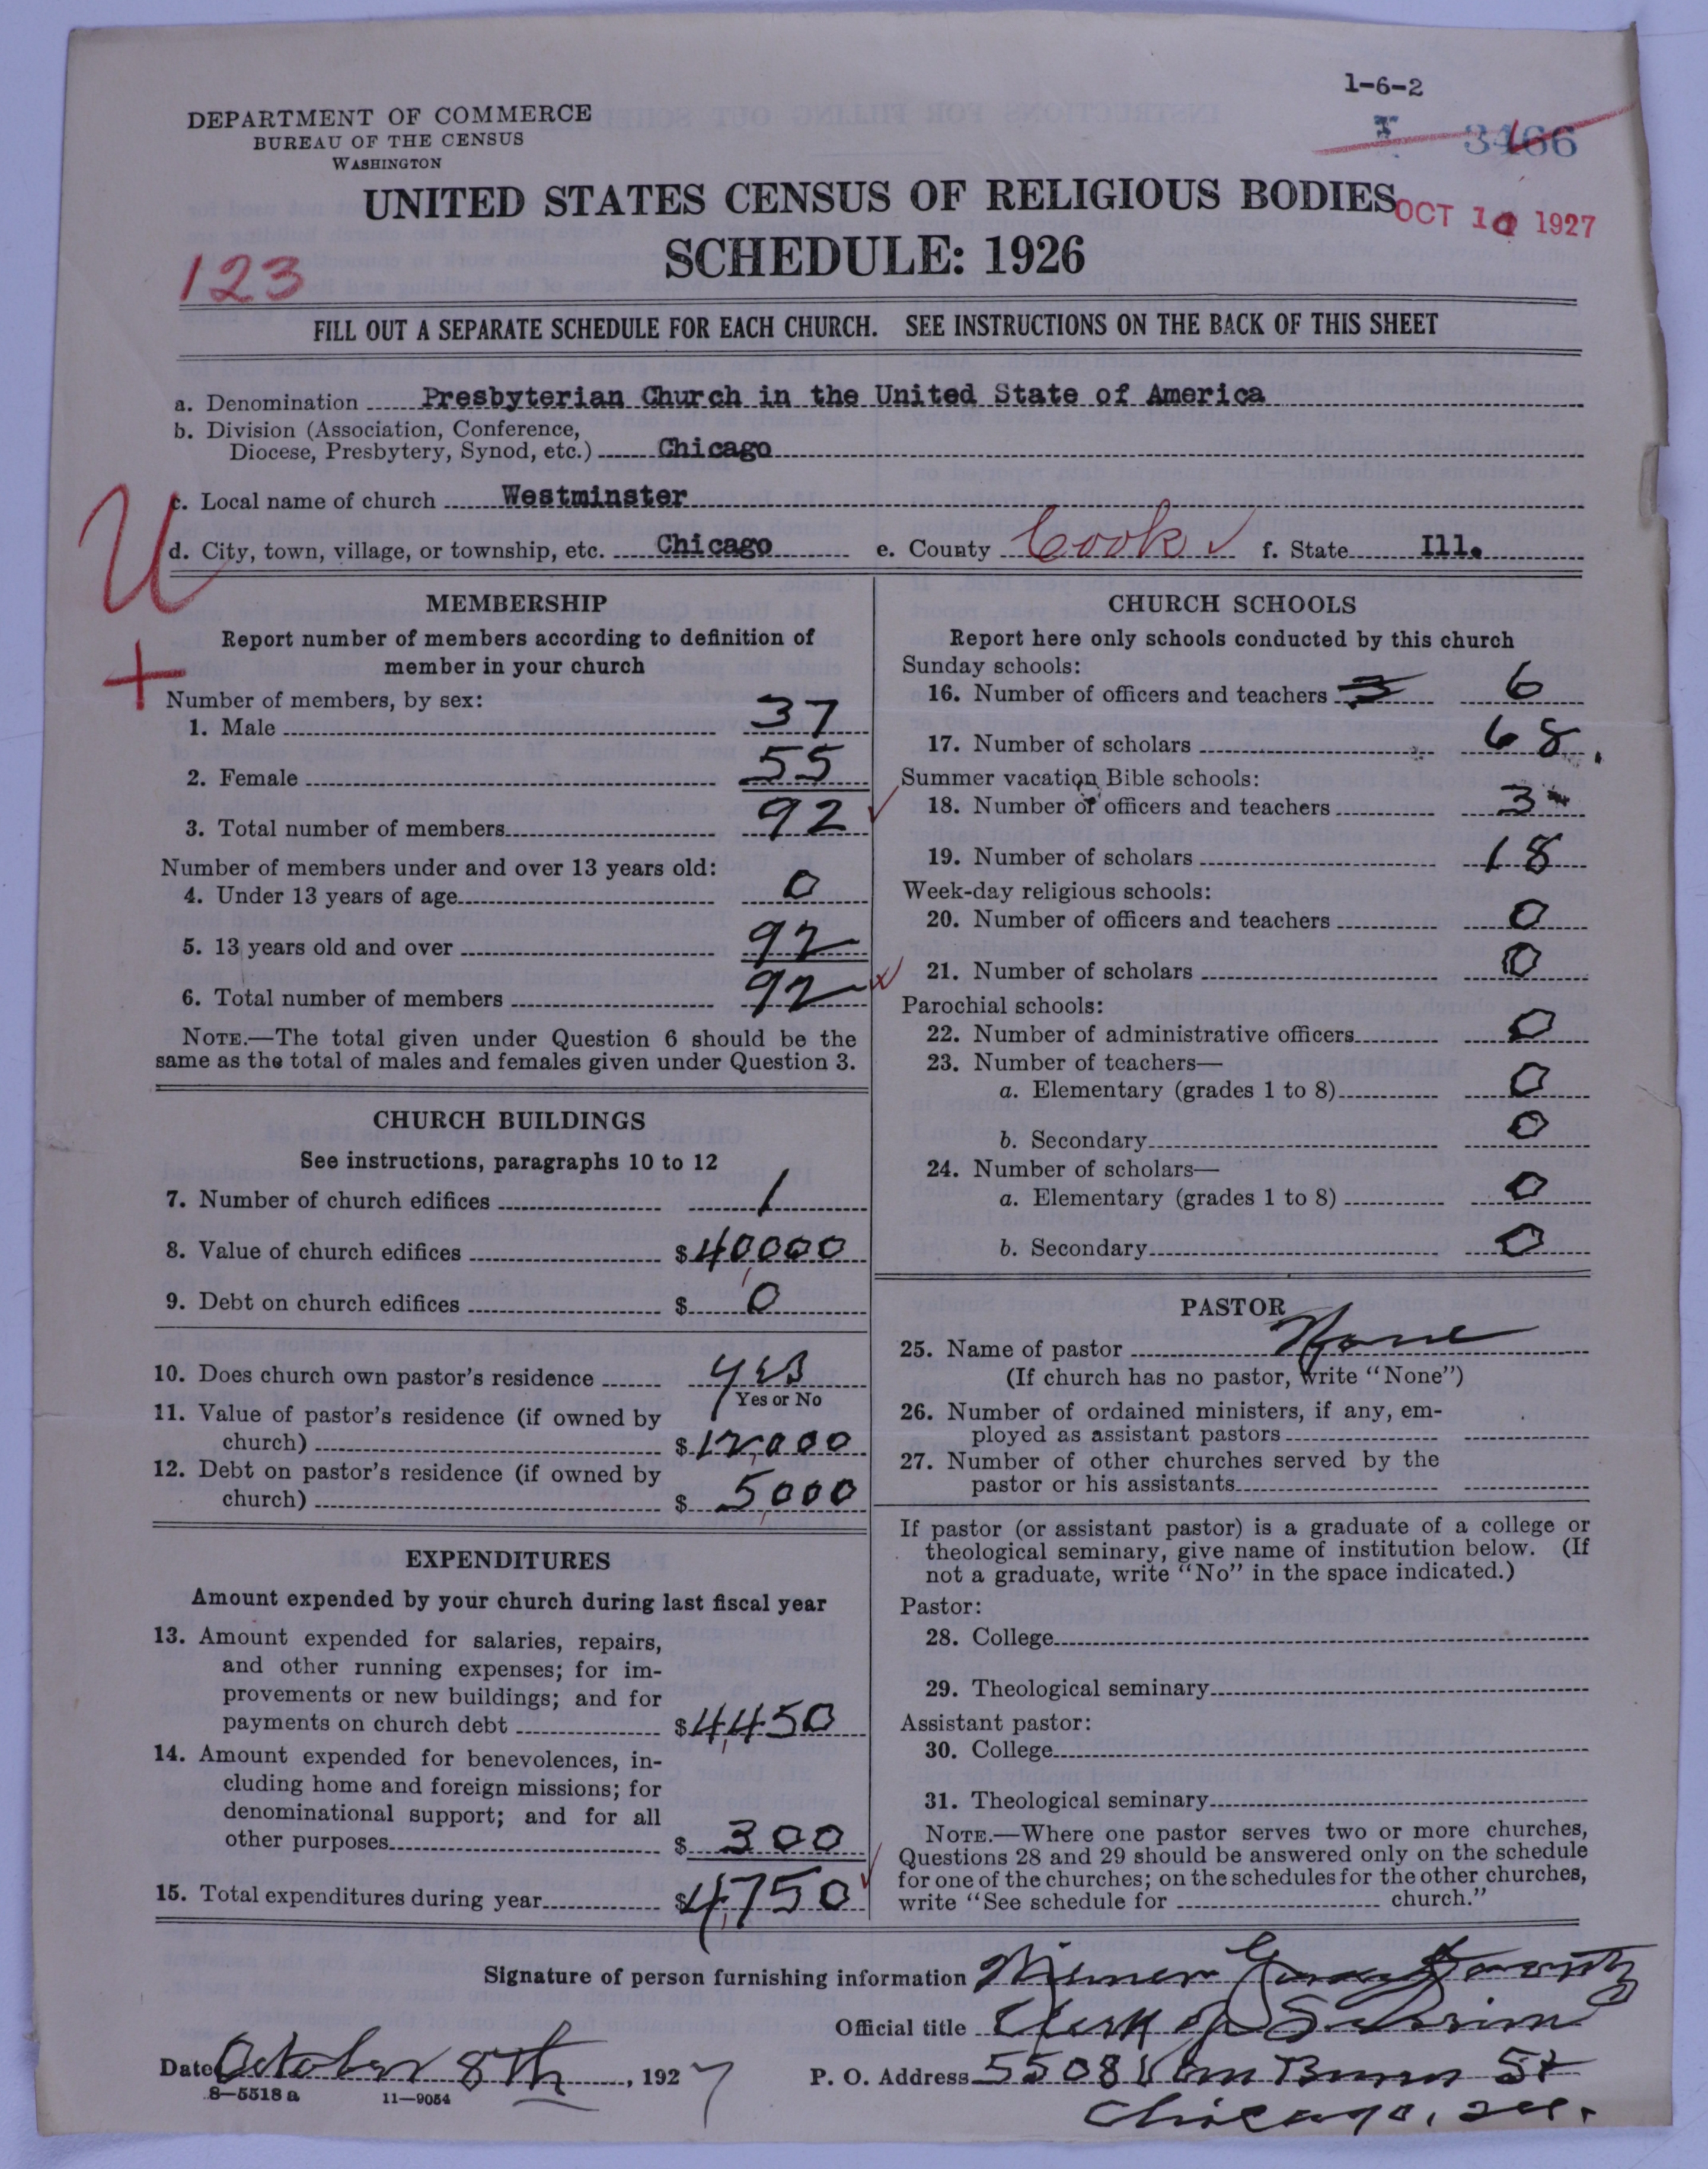 1-6-2
DEPARTMENT OF COMMERCE
BUREAU OF THE CENSUS
WASHINGTON
3466
UNITED STATES CENSUS OF RELIGIOUS BODIES
OCT 10 1927
SCHEDULE: 1926
123
FILL OUT A SEPARATE SCHEDULE FOR EACH CHURCH. SEE INSTRUCTIONS ON THE BACK OF THIS SHEET
a. Denomination Presbyterian Church in the United State of America
b. Division (Association, Conference,
Diocese, Presbytery, Synod, etc.) Chicago
c. Local name of church Westminster
U
d. City, town, village, or township, etc. Chicago e. County Cook ✓ f. State Ill.
+
MEMBERSHIP
Report number of members according to definition of
member in your church
Number of members, by sex:
1. Male 37
2. Female 55
3. Total number of members 92 ✓
Number of members under and over 13 years old:
4. Under 13 years of age 0
5. 13 years old and over 92
6. Total number of members 92
NOTE.—The total given under Question 6 should be the
same as the total of males and females given under Question 3.
CHURCH BUILDINGS
See instructions, paragraphs 10 to 12
7. Number of church edifices 1
8. Value of church edifices $40,000
9. Debt on church edifices $ 0
10. Does church own pastor's residence yes
Yes or No
11. Value of pastor's residence (if owned by
church) $12,000
12. Debt on pastor's residence (if owned by
church) $ 5,000
EXPENDITURES
Amount expended by your church during last fiscal year
13. Amount expended for salaries, repairs,
and other running expenses; for im-
provements or new buildings; and for
payments on church debt $4,450
14. Amount expended for benevolences, in-
cluding home and foreign missions; for
denominational support; and for all
other purposes $ 300
15. Total expenditures during year $4,750 ✓
CHURCH SCHOOLS
Report here only schools conducted by this church
Sunday schools:
16. Number of officers and teachers 6
17. Number of scholars 68.
Summer vacation Bible schools:
18. Number of officers and teachers 3
19. Number of scholars 18
Week-day religious schools:
20. Number of officers and teachers 0
21. Number of scholars 0
Parochial schools:
22. Number of administrative officers 0
23. Number of teachers—
a. Elementary (grades 1 to 8) 0
b. Secondary 0
24. Number of scholars—
a. Elementary (grades 1 to 8) 0
b. Secondary 0
PASTOR
25. Name of pastor None
(If church has no pastor, write "None")
26. Number of ordained ministers, if any, em-
ployed as assistant pastors
27. Number of other churches served by the
pastor or his assistants
If pastor (or assistant pastor) is a graduate of a college or
theological seminary, give name of institution below. (If
not a graduate, write "No" in the space indicated.)
Pastor:
28. College
29. Theological seminary
Assistant pastor:
30. College
31. Theological seminary
NOTE.—Where one pastor serves two or more churches,
Questions 28 and 29 should be answered only on the schedule
for one of the churches; on the schedules for the other churches,
write "See schedule for church."
Signature of person furnishing information
Official title Clerk of Session
Date October 8th, 1927
P. O. Address 5508 Van Buren St
Chicago, Ill.
8—5518 a 11—9054